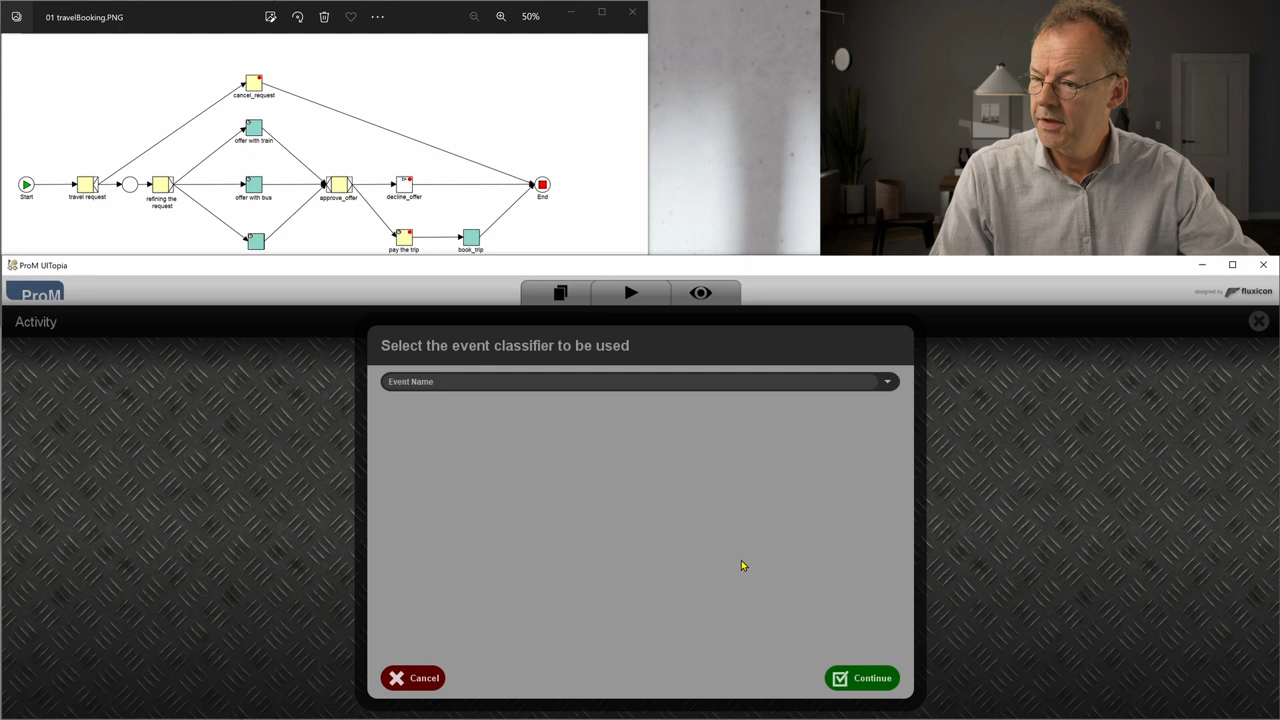 01 travelBooking.PNG
50%
cancel_request
offer with train
Start
travel request
refining the
request
offer with bus
approve_offer
decline_offer
End
pay the trip
book_trip
ProM UITopia
ProM
designed by fluxicon
Activity
Select the event classifier to be used
Event Name
Cancel
Continue